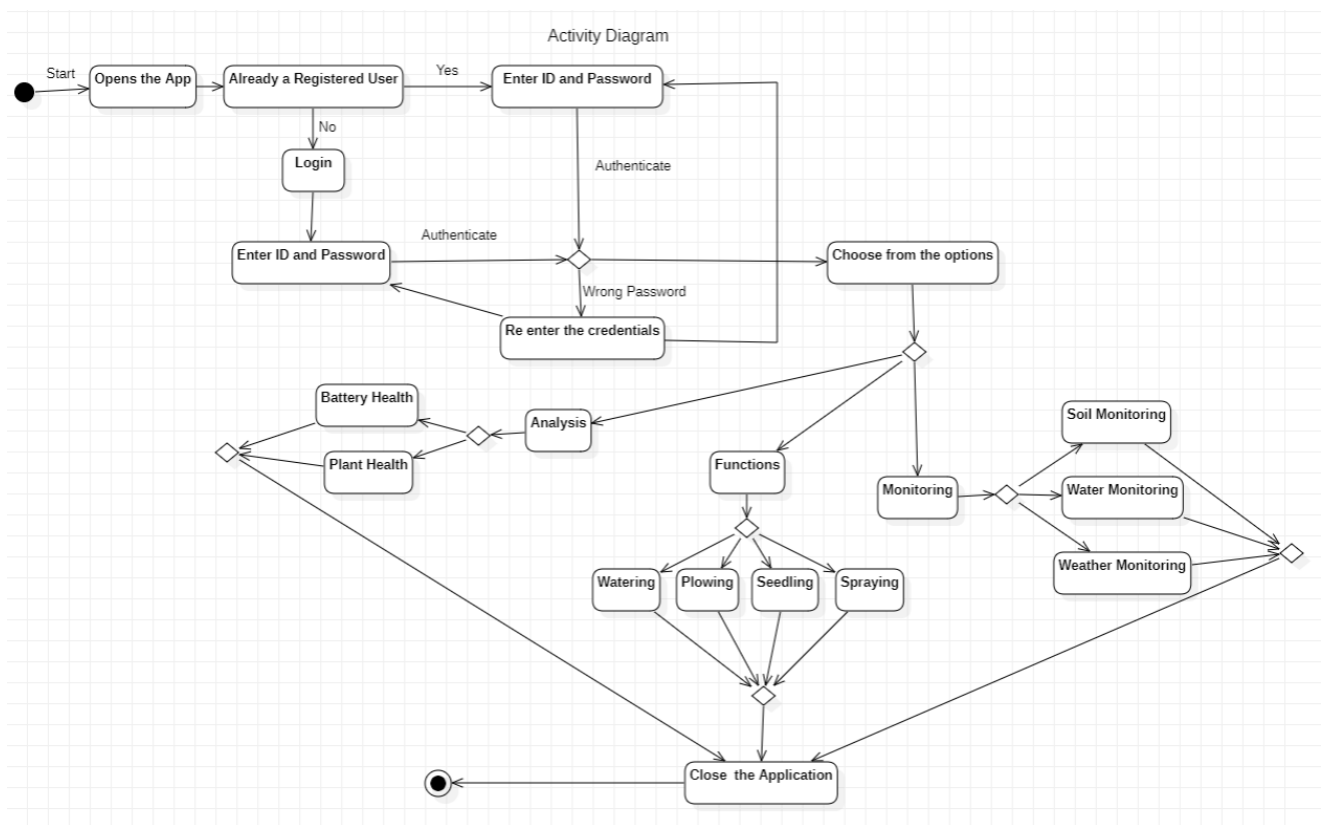 Activity Diagram
Start
Opens the App
Already a Registered User
Yes
Enter ID and Password
No
Login
Authenticate
Enter ID and Password
Authenticate
Choose from the options
Wrong Password
Re enter the credentials
Battery Health
Analysis
Plant Health
Functions
Monitoring
Soil Monitoring
Water Monitoring
Weather Monitoring
Watering
Plowing
Seedling
Spraying
Close the Application